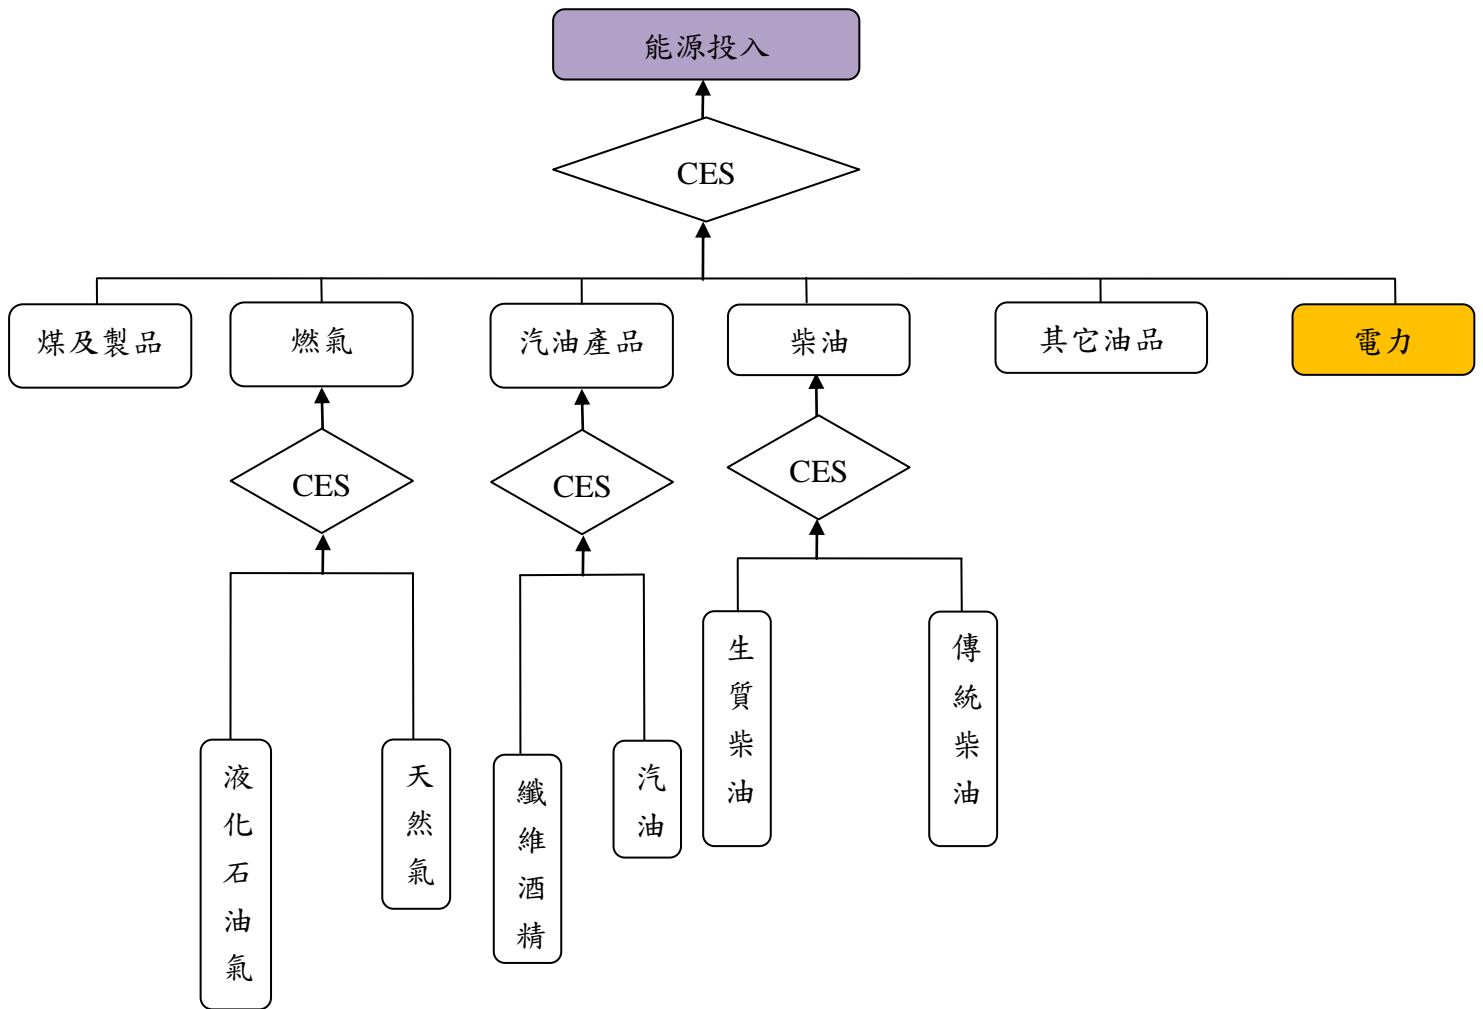 能源投入
CES
煤及製品
燃氣
汽油產品
柴油
其它油品
電力
CES
CES
CES
液化石油氣
天然氣
纖維酒精
汽油
生質柴油
傳統柴油